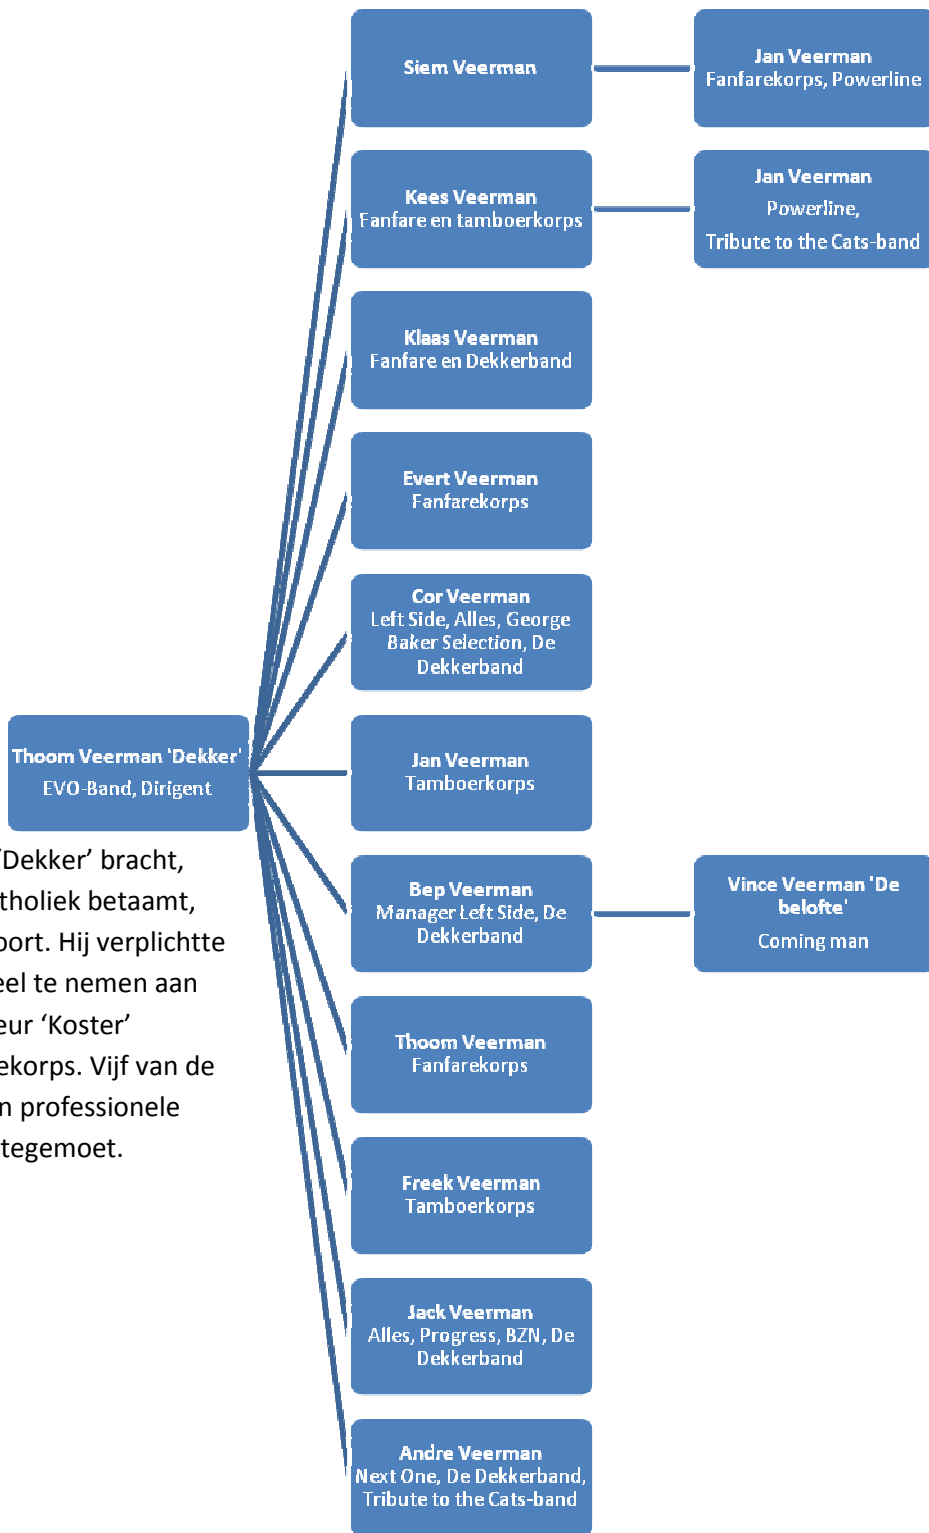 Siem Veerman
Jan Veerman
Fanfarekorps, Powerline
Kees Veerman
Fanfare en tamboerkorps
Jan Veerman
Powerline,
Tribute to the Cats-band
Klaas Veerman
Fanfare en Dekkerband
Evert Veerman
Fanfarekorps
Cor Veerman
Left Side, Alles, George
Baker Selection, De
Dekkerband
Thoom Veerman 'Dekker'
EVO-Band, Dirigent
Jan Veerman
Tamboerkorps
Bep Veerman
Manager Left Side, De
Dekkerband
Vince Veerman 'De
belofte'
Coming man
‘Dekker’ bracht,
tholiek betaamt,
oort. Hij verplichtte
eel te nemen aan
eur ‘Koster’
ekorps. Vijf van de
n professionele
tegemoet.
Thoom Veerman
Fanfarekorps
Freek Veerman
Tamboerkorps
Jack Veerman
Alles, Progress, BZN, De
Dekkerband
Andre Veerman
Next One, De Dekkerband,
Tribute to the Cats-band